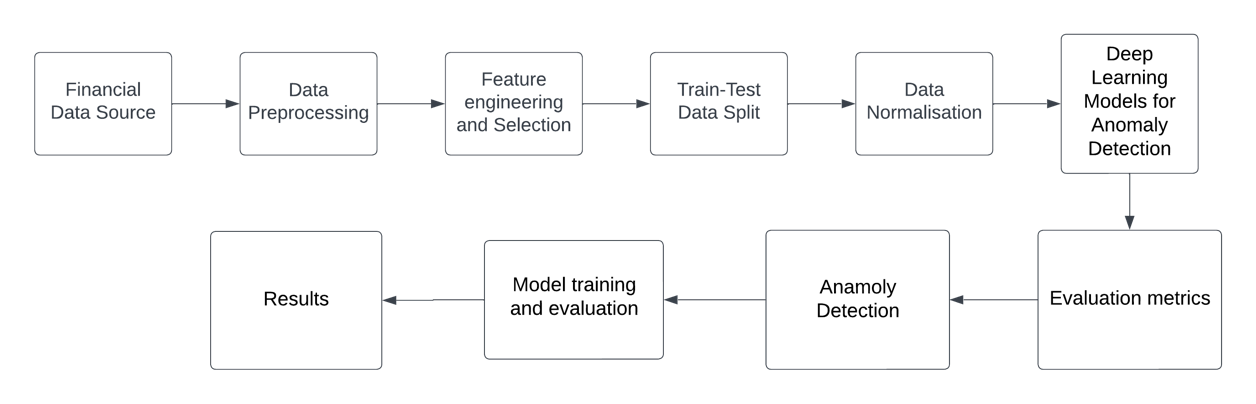 Financial
Data Source
Data
Preprocessing
Feature
engineering
and Selection
Train-Test
Data Split
Data
Normalisation
Deep
Learning
Models for
Anomaly
Detection
Results
Model training
and evaluation
Anamoly
Detection
Evaluation metrics